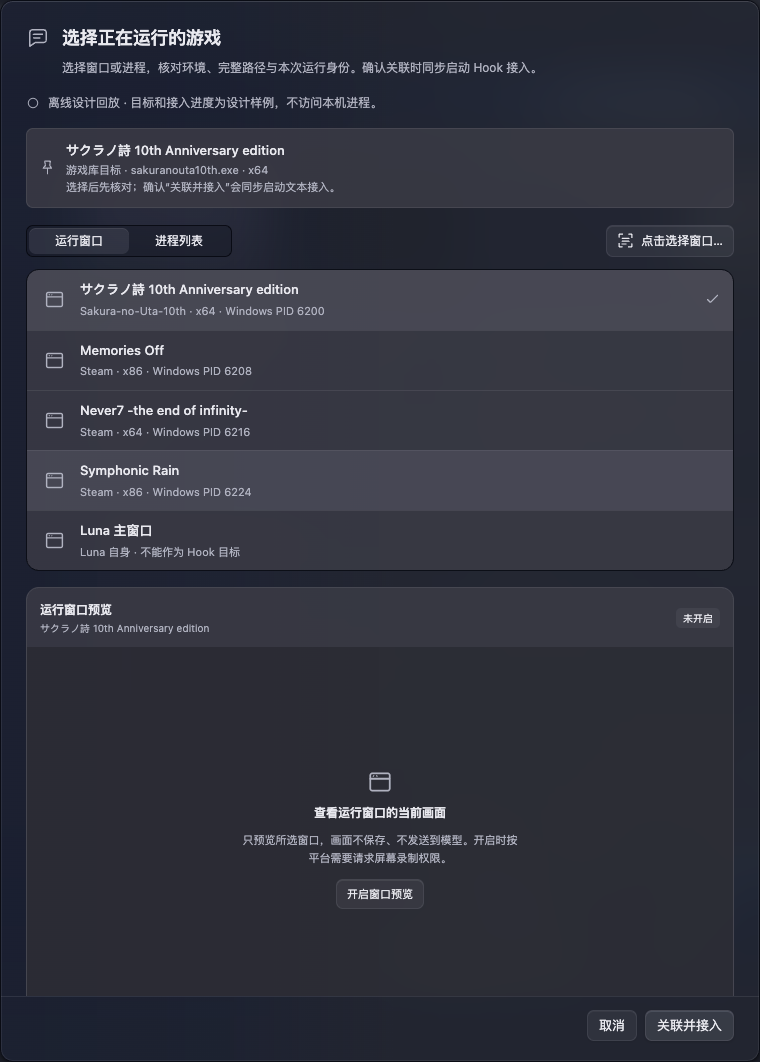 选择正在运行的游戏
选择窗口或进程，核对环境、完整路径与本次运行身份。确认关联时同步启动 Hook 接入。
离线设计回放 · 目标和接入进度为设计样例，不访问本机进程。
サクラノ詩 10th Anniversary edition
游戏库目标 · sakuranouta10th.exe · x64
选择后先核对；确认“关联并接入”会同步启动文本接入。
运行窗口
进程列表
点击选择窗口...
サクラノ詩 10th Anniversary edition
Sakura-no-Uta-10th · x64 · Windows PID 6200
Memories Off
Steam · x86 · Windows PID 6208
Never7 -the end of infinity-
Steam · x64 · Windows PID 6216
Symphonic Rain
Steam · x86 · Windows PID 6224
Luna 主窗口
Luna 自身 · 不能作为 Hook 目标
运行窗口预览
サクラノ詩 10th Anniversary edition
未开启
查看运行窗口的当前画面
只预览所选窗口，画面不保存、不发送到模型。开启时按
平台需要请求屏幕录制权限。
开启窗口预览
取消
关联并接入